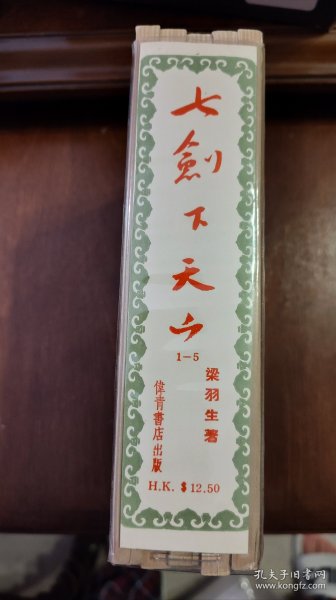 七劍下天山
1-5
梁羽生著
偉青書店出版
H.K. $12.50
孔夫子旧书网